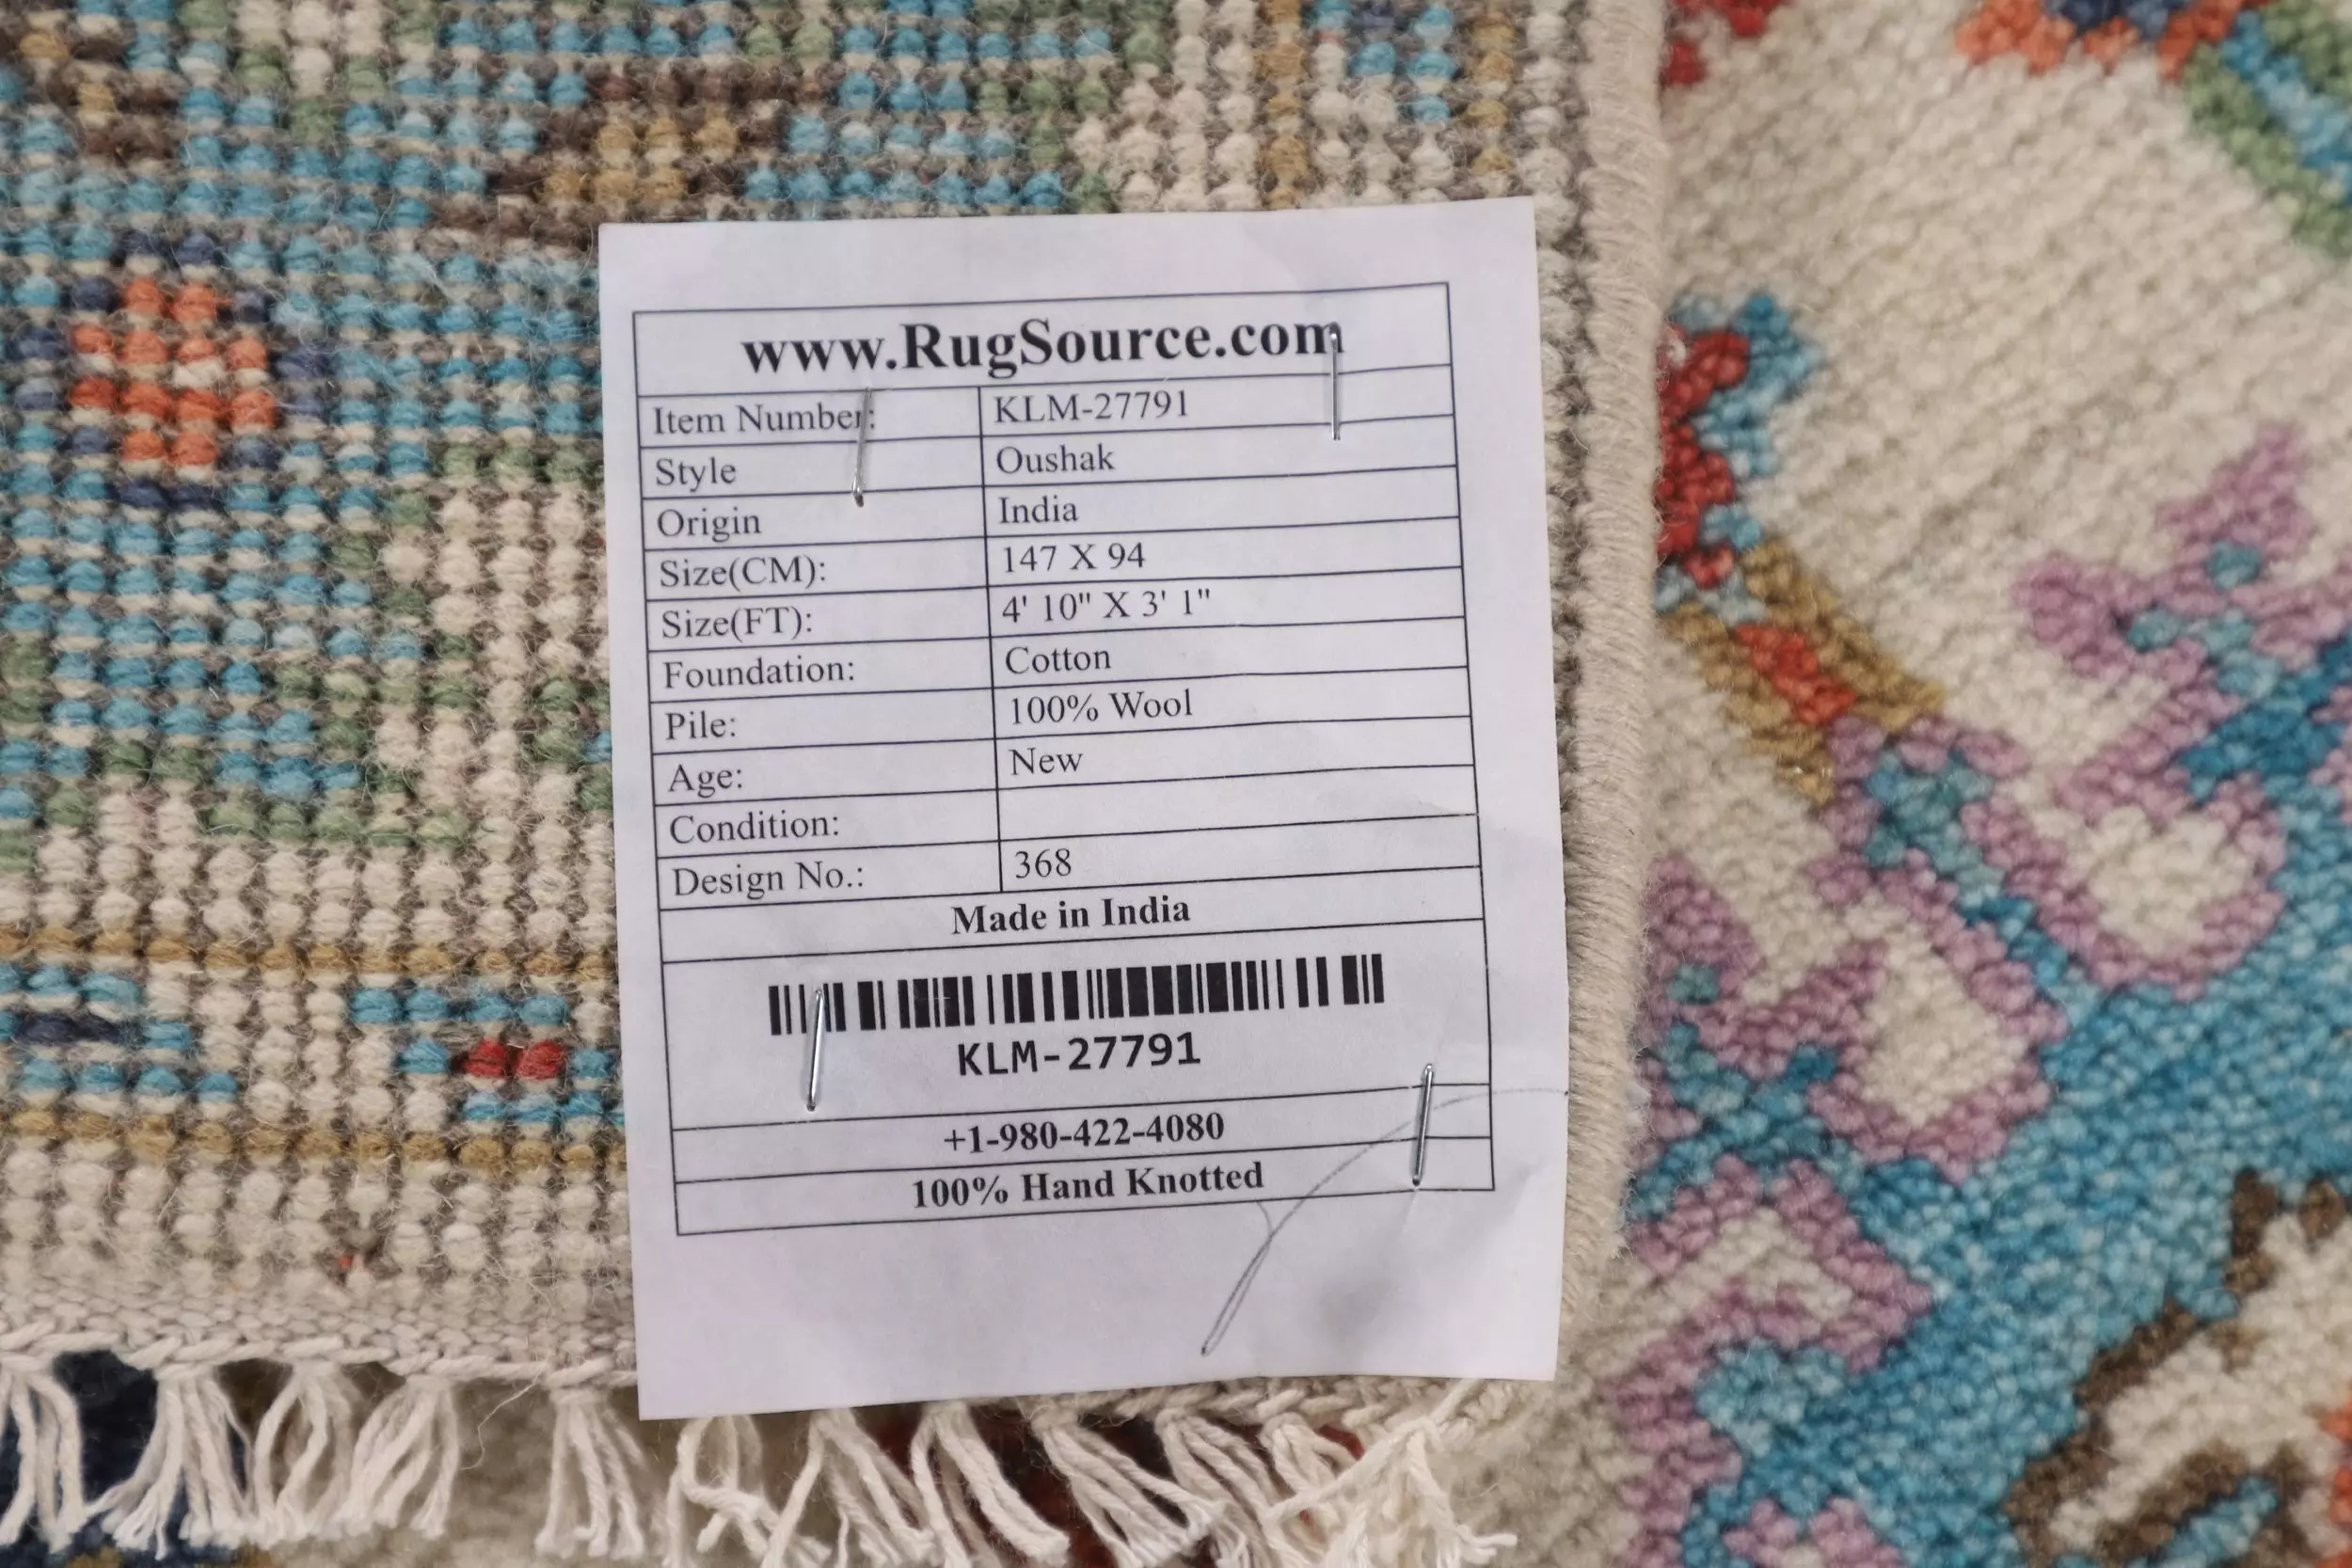 www.RugSource.com
Item Number: KLM-27791
Style Oushak
Origin India
Size(CM): 147 X 94
Size(FT): 4' 10" X 3' 1"
Foundation: Cotton
Pile: 100% Wool
Age: New
Condition:
Design No.: 368
Made in India
KLM-27791
+1-980-422-4080
100% Hand Knotted